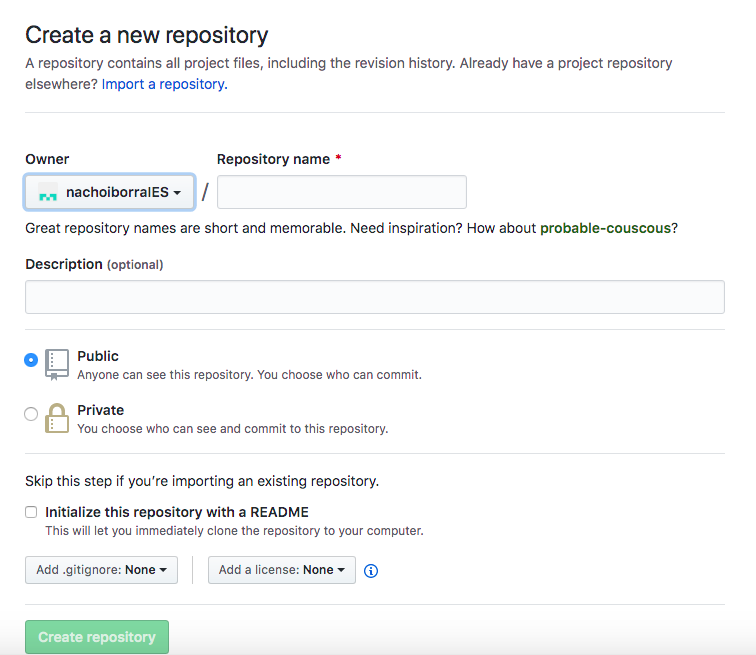 Create a new repository
A repository contains all project files, including the revision history. Already have a project repository
elsewhere? Import a repository.
Owner
Repository name *
nachoiborraIES
/
Great repository names are short and memorable. Need inspiration? How about probable-couscous?
Description (optional)
Public
Anyone can see this repository. You choose who can commit.
Private
You choose who can see and commit to this repository.
Skip this step if you’re importing an existing repository.
Initialize this repository with a README
This will let you immediately clone the repository to your computer.
Add .gitignore: None
Add a license: None
Create repository